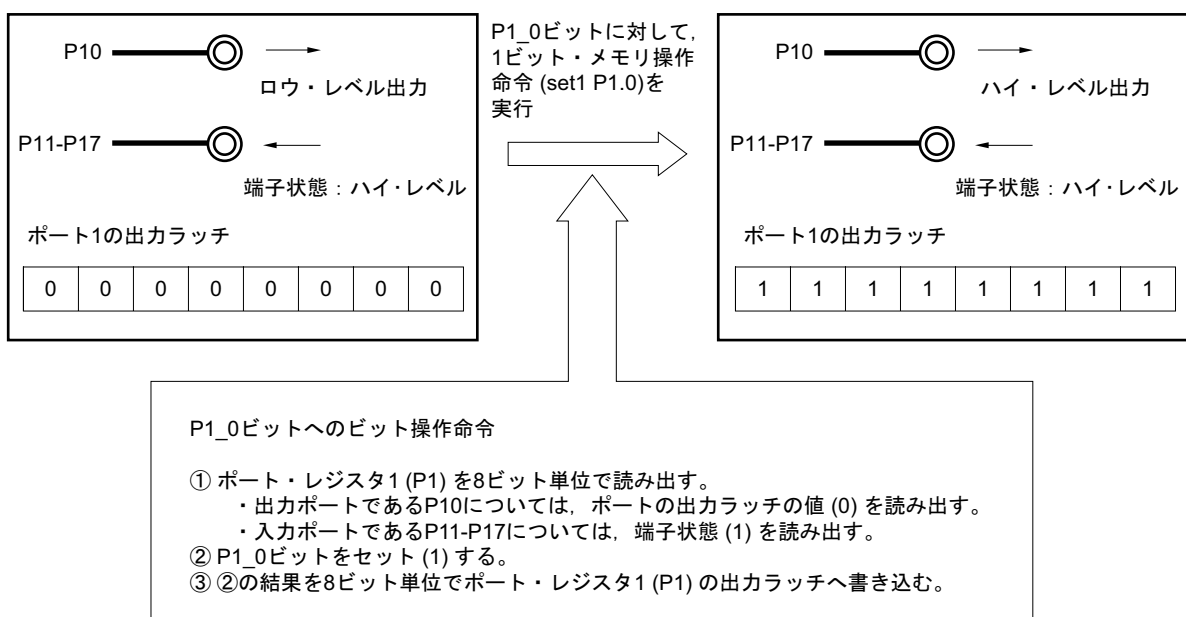 P10
ロウ・レベル出力
P11-P17
端子状態：ハイ・レベル
ポート1の出力ラッチ
0 0 0 0 0 0 0 0
P1_0ビットに対して，
1ビット・メモリ操作
命令 (set1 P1.0)を
実行
P10
ハイ・レベル出力
P11-P17
端子状態：ハイ・レベル
ポート1の出力ラッチ
1 1 1 1 1 1 1 1
P1_0ビットへのビット操作命令
① ポート・レジスタ1 (P1) を8ビット単位で読み出す。
・出力ポートであるP10については，ポートの出力ラッチの値 (0) を読み出す。
・入力ポートであるP11-P17については，端子状態 (1) を読み出す。
② P1_0ビットをセット (1) する。
③ ②の結果を8ビット単位でポート・レジスタ1 (P1) の出力ラッチへ書き込む。